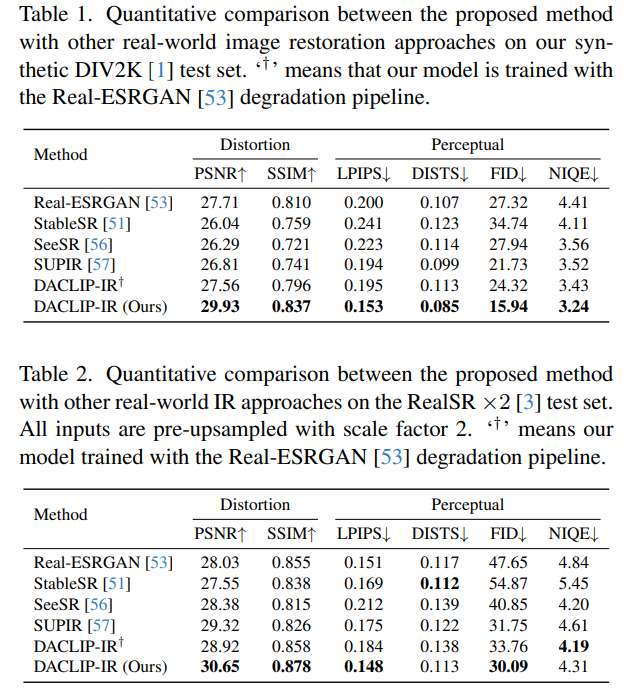 Table 1. Quantitative comparison between the proposed method
with other real-world image restoration approaches on our syn-
thetic DIV2K [1] test set. ‘†’ means that our model is trained with
the Real-ESRGAN [53] degradation pipeline.
Method Distortion Perceptual
PSNR↑ SSIM↑ LPIPS↓ DISTS↓ FID↓ NIQE↓
Real-ESRGAN [53] 27.71 0.810 0.200 0.107 27.32 4.41
StableSR [51] 26.04 0.759 0.241 0.123 34.74 4.11
SeeSR [56] 26.29 0.721 0.223 0.114 27.94 3.56
SUPIR [57] 26.81 0.741 0.194 0.099 21.73 3.52
DACLIP-IR† 27.56 0.796 0.195 0.113 24.32 3.43
DACLIP-IR (Ours) 29.93 0.837 0.153 0.085 15.94 3.24
Table 2. Quantitative comparison between the proposed method
with other real-world IR approaches on the RealSR ×2 [3] test set.
All inputs are pre-upsampled with scale factor 2. ‘†’ means our
model trained with the Real-ESRGAN [53] degradation pipeline.
Method Distortion Perceptual
PSNR↑ SSIM↑ LPIPS↓ DISTS↓ FID↓ NIQE↓
Real-ESRGAN [53] 28.03 0.855 0.151 0.117 47.65 4.84
StableSR [51] 27.55 0.838 0.169 0.112 54.87 5.45
SeeSR [56] 28.38 0.815 0.212 0.139 40.85 4.20
SUPIR [57] 29.32 0.826 0.175 0.122 31.75 4.61
DACLIP-IR† 28.92 0.858 0.184 0.138 33.76 4.19
DACLIP-IR (Ours) 30.65 0.878 0.148 0.113 30.09 4.31